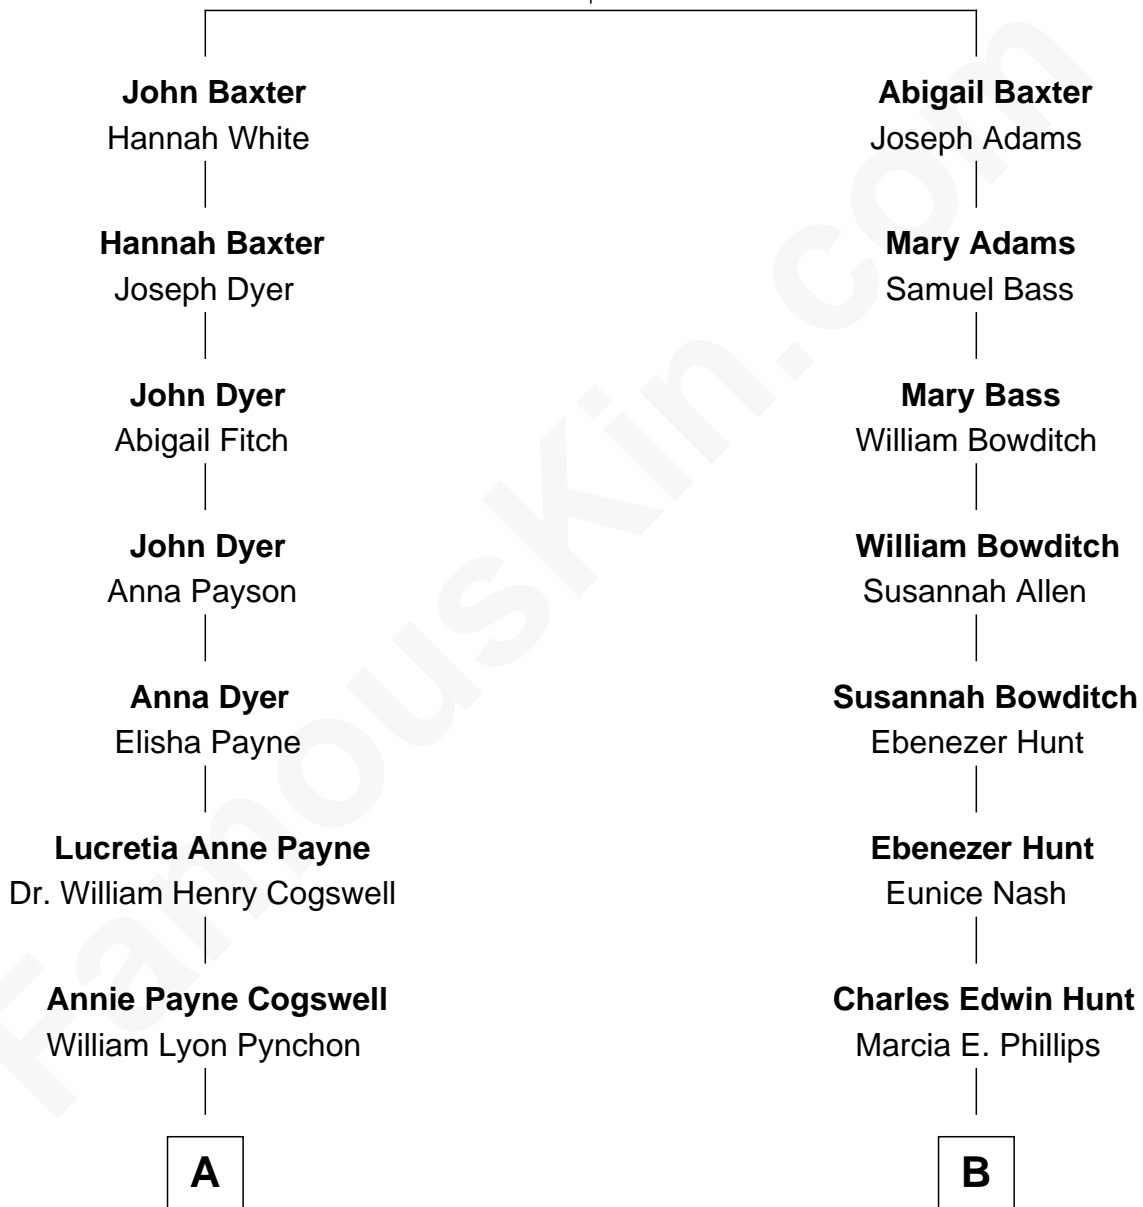 John Baxter
Hannah White
Hannah Baxter
Joseph Dyer
John Dyer
Abigail Fitch
John Dyer
Anna Payson
Anna Dyer
Elisha Payne
Lucretia Anne Payne
Dr. William Henry Cogswell
Annie Payne Cogswell
William Lyon Pynchon
A
Abigail Baxter
Joseph Adams
Mary Adams
Samuel Bass
Mary Bass
William Bowditch
William Bowditch
Susannah Allen
Susannah Bowditch
Ebenezer Hunt
Ebenezer Hunt
Eunice Nash
Charles Edwin Hunt
Marcia E. Phillips
B
FamousKin.com